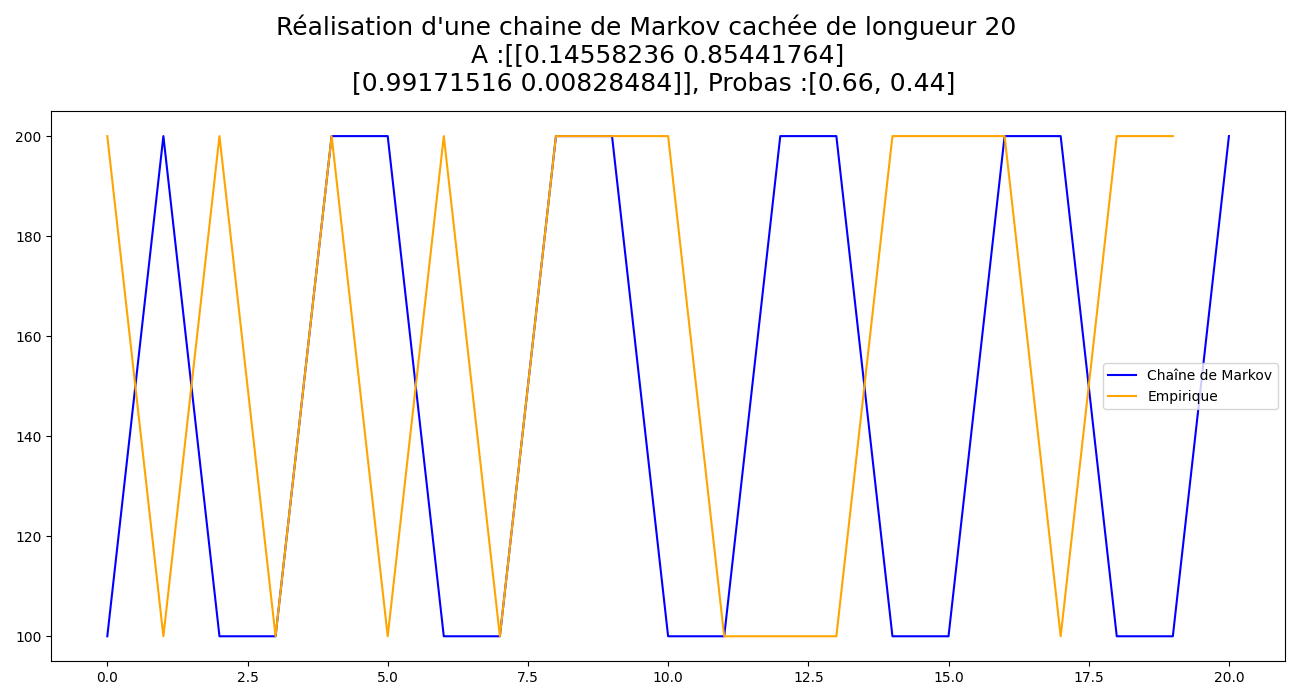 Réalisation d'une chaine de Markov cachée de longueur 20
A :[[0.14558236 0.85441764]
[0.99171516 0.00828484]], Probas :[0.66, 0.44]
200
180
160
140
120
100
Chaîne de Markov
Empirique
0.0 2.5 5.0 7.5 10.0 12.5 15.0 17.5 20.0